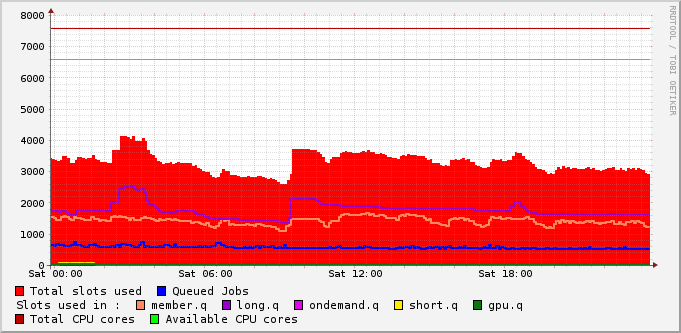 8000
7000
6000
5000
4000
3000
2000
1000
0
Sat 00:00 Sat 06:00 Sat 12:00 Sat 18:00
Total slots used Queued Jobs
Slots used in : member.q long.q ondemand.q short.q gpu.q
Total CPU cores Available CPU cores
RRDTOOL / TOBI OETIKER